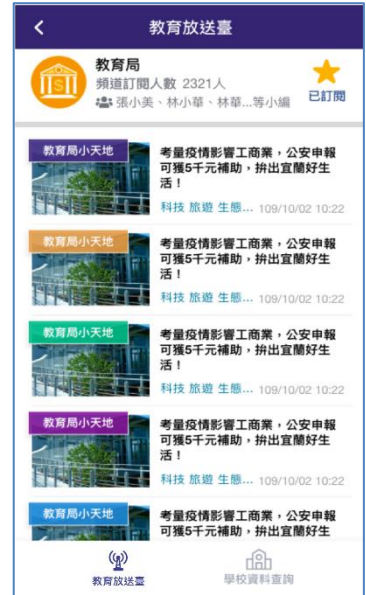 教育放送臺
教育局
頻道訂閱人數 2321人
張小美、林小華、林華...等小編
已訂閱
教育局小天地
考量疫情影響工商業，公安申報
可獲5千元補助，拚出宜蘭好生
活！
科技 旅遊 生態... 109/10/02 10:22
教育局小天地
考量疫情影響工商業，公安申報
可獲5千元補助，拚出宜蘭好生
活！
科技 旅遊 生態... 109/10/02 10:22
教育局小天地
考量疫情影響工商業，公安申報
可獲5千元補助，拚出宜蘭好生
活！
科技 旅遊 生態... 109/10/02 10:22
教育局小天地
考量疫情影響工商業，公安申報
可獲5千元補助，拚出宜蘭好生
活！
科技 旅遊 生態... 109/10/02 10:22
教育局小天地
考量疫情影響工商業，公安申報
可獲5千元補助，拚出宜蘭好生
教育放送臺
學校資料查詢